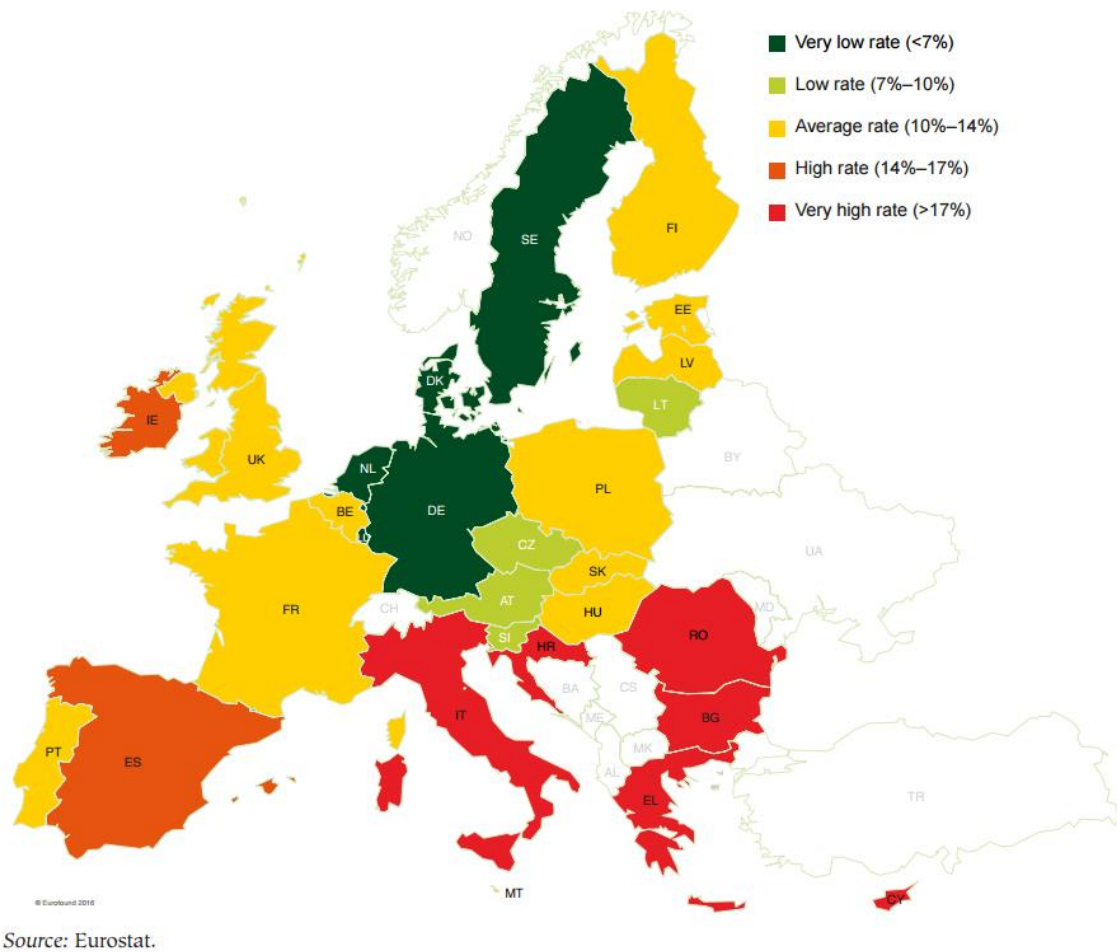 Very low rate (<7%)
Low rate (7%–10%)
Average rate (10%–14%)
High rate (14%–17%)
Very high rate (>17%)
NO
SE
FI
EE
LV
DK
LT
IE
BY
UK
NL
PL
BE
DE
CZ
UA
SK
FR
CH
AT
HU
MD
SI
RO
HR
BA
CS
IT
BG
ME
PT
MK
ES
AL
TR
EL
MT
CY
© Eurofound 2016
Source: Eurostat.